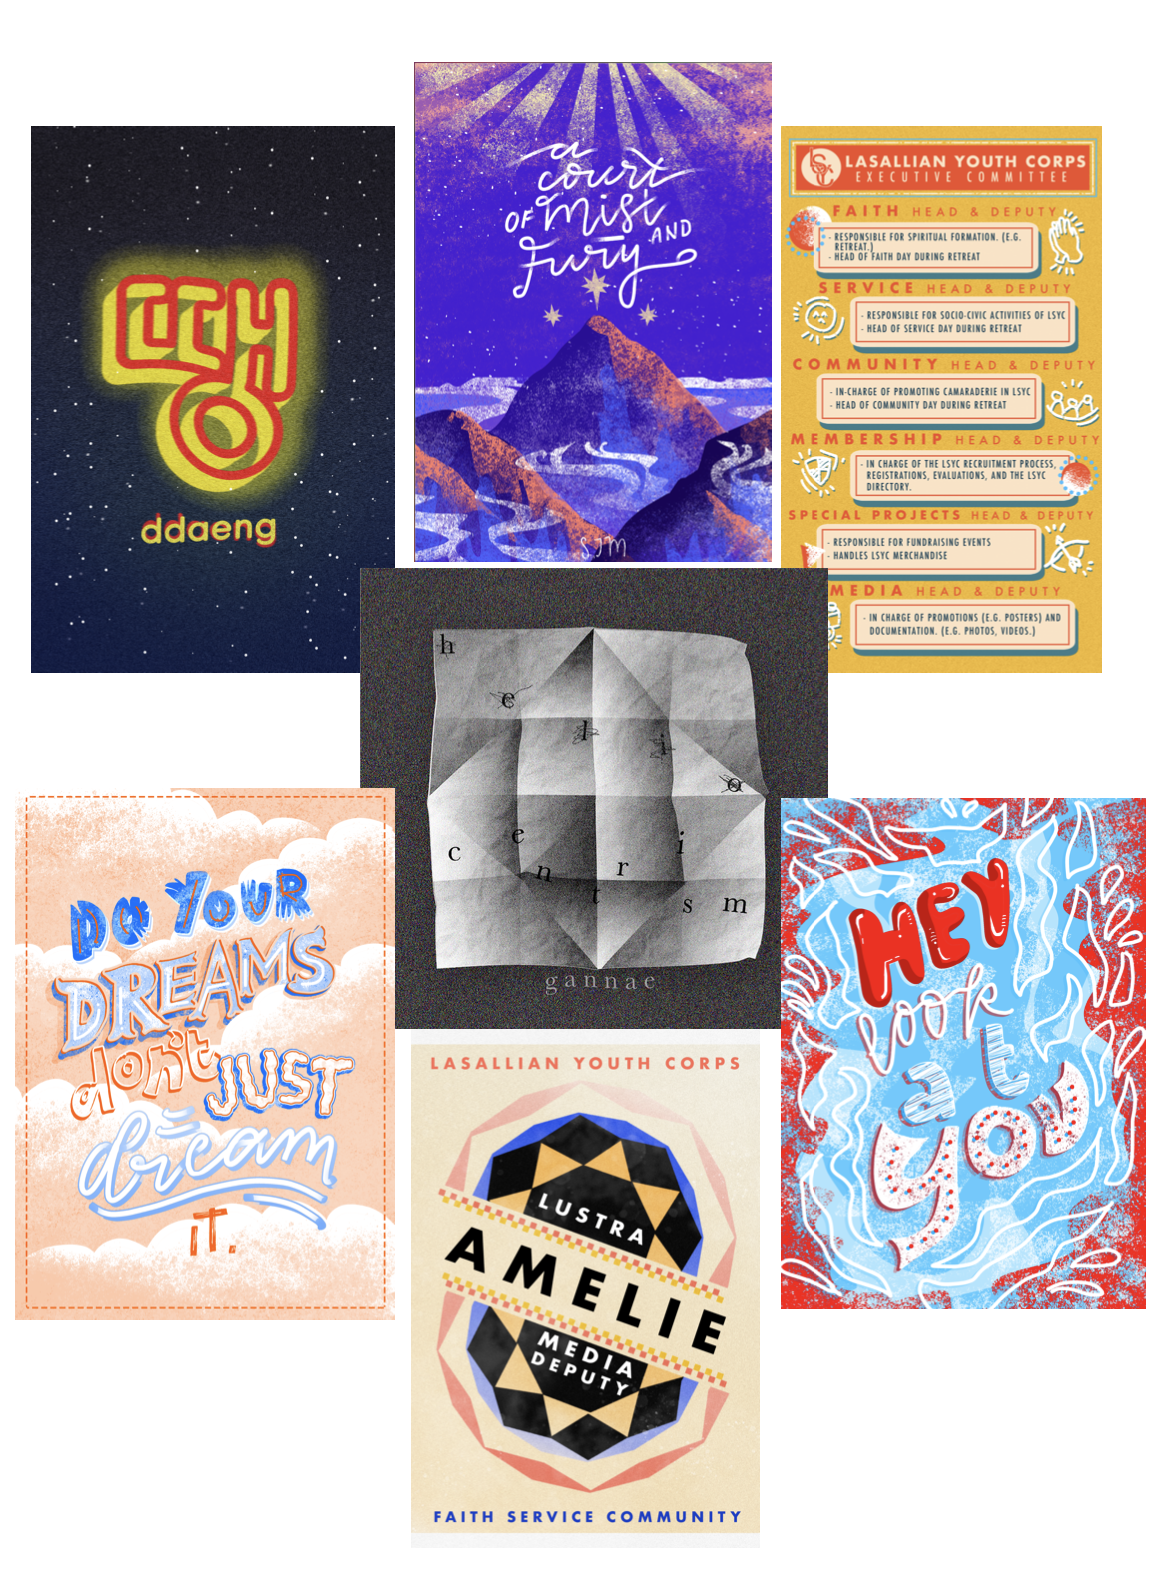 땡
ddaeng
a
court
OF mist AND
fury
SJM
LSYC
LASALLIAN YOUTH CORPS
EXECUTIVE COMMITTEE
FAITH HEAD & DEPUTY
- RESPONSIBLE FOR SPIRITUAL FORMATION. (E.G.
RETREAT.)
- HEAD OF FAITH DAY DURING RETREAT
SERVICE HEAD & DEPUTY
- RESPONSIBLE FOR SOCIO-CIVIC ACTIVITIES OF LSYC
- HEAD OF SERVICE DAY DURING RETREAT
COMMUNITY HEAD & DEPUTY
- IN-CHARGE OF PROMOTING CAMARADERIE IN LSYC
- HEAD OF COMMUNITY DAY DURING RETREAT
MEMBERSHIP HEAD & DEPUTY
- IN CHARGE OF THE LSYC RECRUITMENT PROCESS,
REGISTRATIONS, EVALUATIONS, AND THE LSYC
DIRECTORY.
SPECIAL PROJECTS HEAD & DEPUTY
- RESPONSIBLE FOR FUNDRAISING EVENTS
- HANDLES LSYC MERCHANDISE
MEDIA HEAD & DEPUTY
- IN CHARGE OF PROMOTIONS (E.G. POSTERS) AND
DOCUMENTATION. (E.G. PHOTOS, VIDEOS.)
helio
centrism
gannae
DO YOUR
DREAMS
don't JUST
dream
IT.
HEY
look
at
you
LASALLIAN YOUTH CORPS
LUSTRA
AMELIE
MEDIA
DEPUTY
FAITH SERVICE COMMUNITY